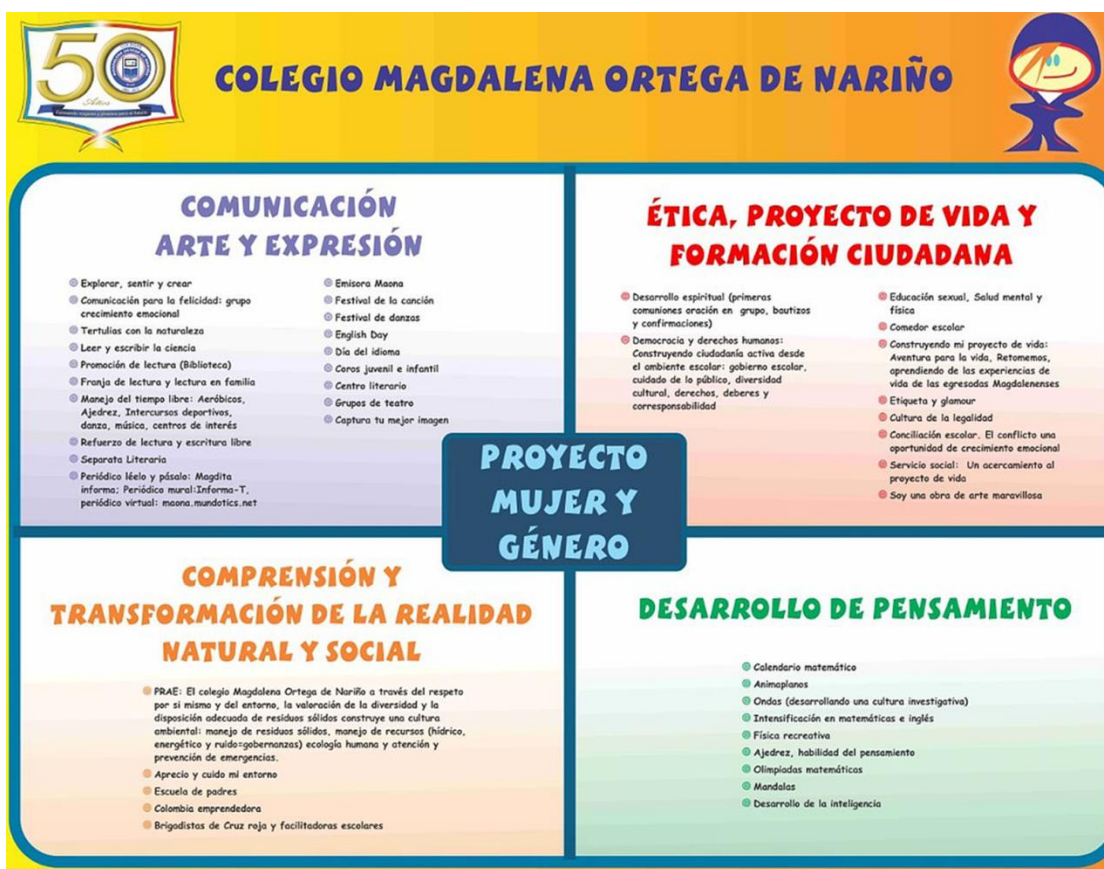 50
Años
COLEGIO MAGDALENA ORTEGA DE NARIÑO
COMUNICACIÓN
ARTE Y EXPRESIÓN
Explorar, sentir y crear
Comunicación para la felicidad: grupo
crecimiento emocional
Tertulias con la naturaleza
Leer y escribir la ciencia
Promoción de lectura (Biblioteca)
Franja de lectura y lectura en familia
Manejo del tiempo libre: Aeróbicos,
Ajedrez, Intercursos deportivos,
danza, música, centros de interés
Refuerzo de lectura y escritura libre
Separata Literaria
Periódico léelo y pásalo: Magdita
informa; Periódico mural:Informa-T,
periódico virtual: maona.mundotics.net
Emisora Maona
Festival de la canción
Festival de danzas
English Day
Día del idioma
Coros juvenil e infantil
Centro literario
Grupos de teatro
Captura tu mejor imagen
ÉTICA, PROYECTO DE VIDA Y
FORMACIÓN CIUDADANA
Desarrollo espiritual (primeras
comuniones oración en grupo, bautizos
y confirmaciones)
Democracia y derechos humanos:
Construyendo ciudadanía activa desde
el ambiente escolar: gobierno escolar,
cuidado de lo público, diversidad
cultural, derechos, deberes y
corresponsabilidad
Educación sexual, Salud mental y
física
Comedor escolar
Construyendo mi proyecto de vida:
Aventura para la vida, Retomemos,
aprendiendo de las experiencias de
vida de las egresadas Magdalenenses
Etiqueta y glamour
Cultura de la legalidad
Conciliación escolar. El conflicto una
oportunidad de crecimiento emocional
Servicio social: Un acercamiento al
proyecto de vida
Soy una obra de arte maravillosa
PROYECTO
MUJER Y
GÉNERO
COMPRENSIÓN Y
TRANSFORMACIÓN DE LA REALIDAD
NATURAL Y SOCIAL
PRAE: El colegio Magdalena Ortega de Nariño a través del respeto
por si mismo y del entorno, la valoración de la diversidad y la
disposición adecuada de residuos sólidos construye una cultura
ambiental: manejo de residuos sólidos, manejo de recursos (hídrico,
energético y ruido=gobernanzas) ecología humana y atención y
prevención de emergencias.
Aprecio y cuido mi entorno
Escuela de padres
Colombia emprendedora
Brigadistas de Cruz roja y facilitadoras escolares
DESARROLLO DE PENSAMIENTO
Calendario matemático
Animaplanos
Ondas (desarrollando una cultura investigativa)
Intensificación en matemáticas e inglés
Física recreativa
Ajedrez, habilidad del pensamiento
Olimpiadas matemáticas
Mandalas
Desarrollo de la inteligencia